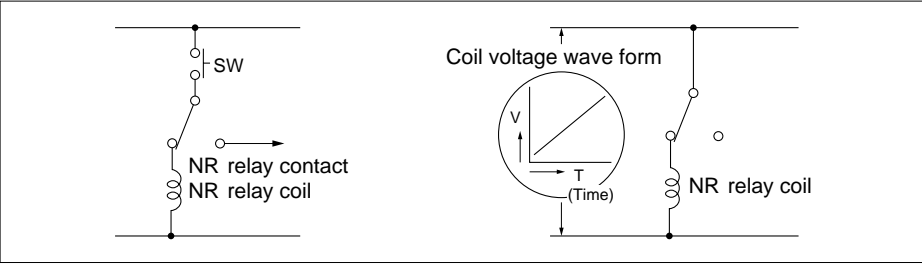 SW
NR relay contact
NR relay coil
Coil voltage wave form
V
T
(Time)
NR relay coil